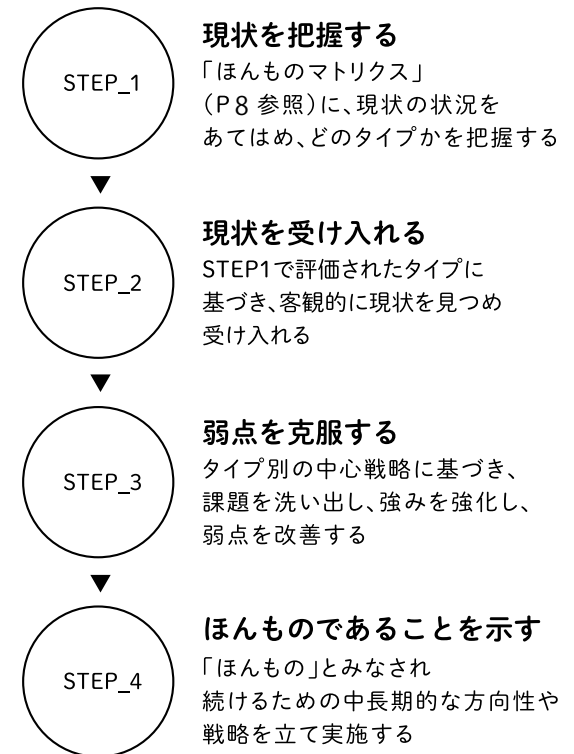 STEP_1
現状を把握する
「ほんものマトリクス」
(P8 参照)に、現状の状況を
あてはめ、どのタイプかを把握する
▼
STEP_2
現状を受け入れる
STEP1で評価されたタイプに
基づき、客観的に現状を見つめ
受け入れる
▼
STEP_3
弱点を克服する
タイプ別の中心戦略に基づき、
課題を洗い出し、強みを強化し、
弱点を改善する
▼
STEP_4
ほんものであることを示す
「ほんもの」とみなされ
続けるための中長期的な方向性や
戦略を立て実施する